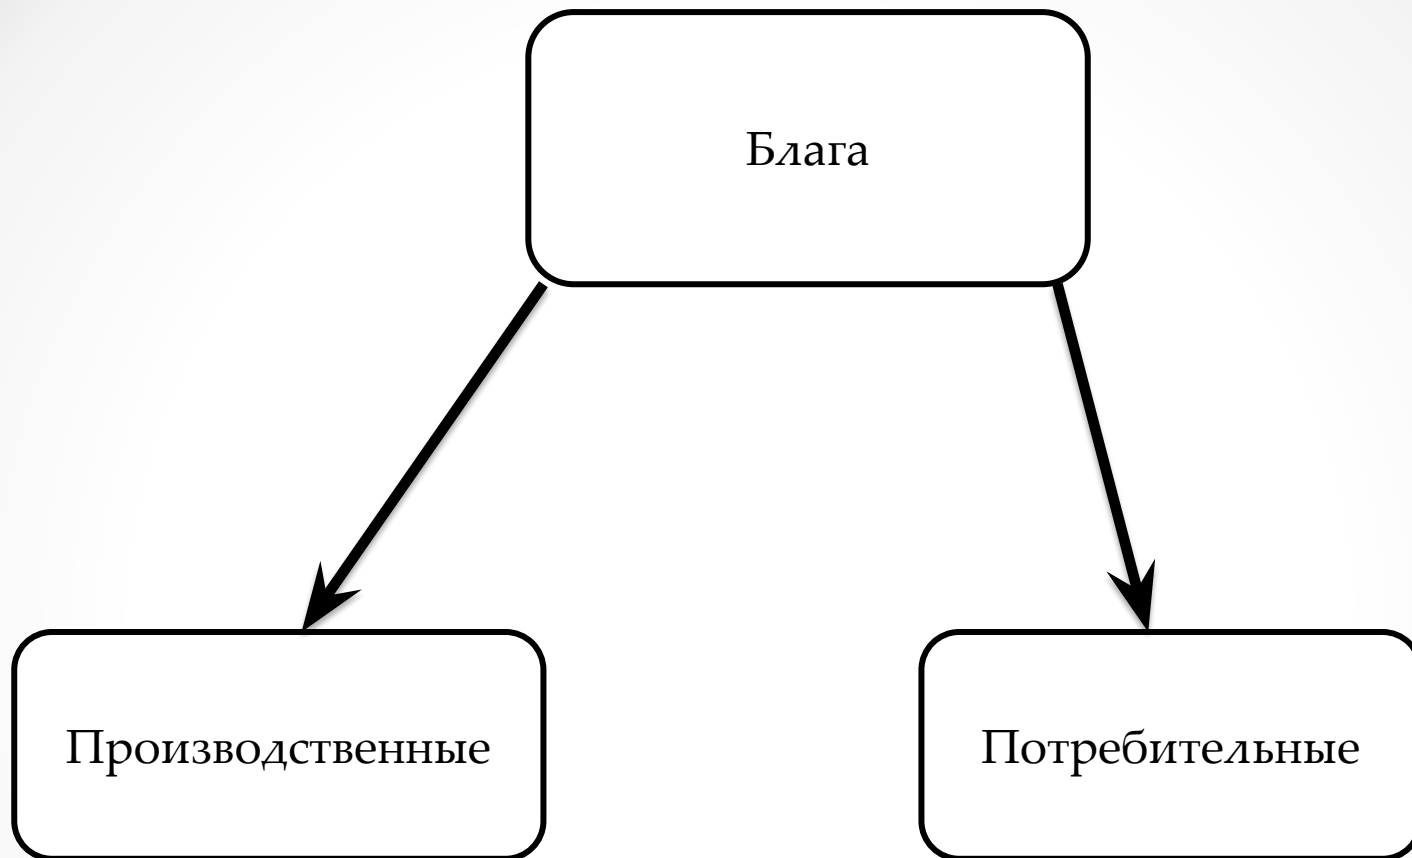 Блага
Производственные
Потребительные